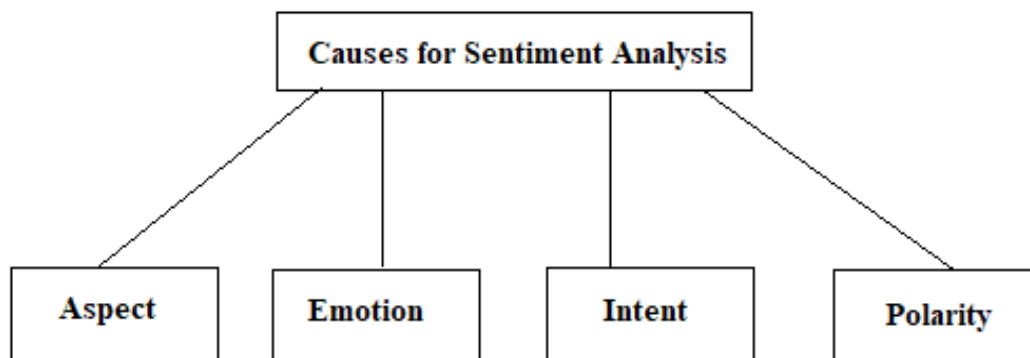 Causes for Sentiment Analysis
Aspect
Emotion
Intent
Polarity